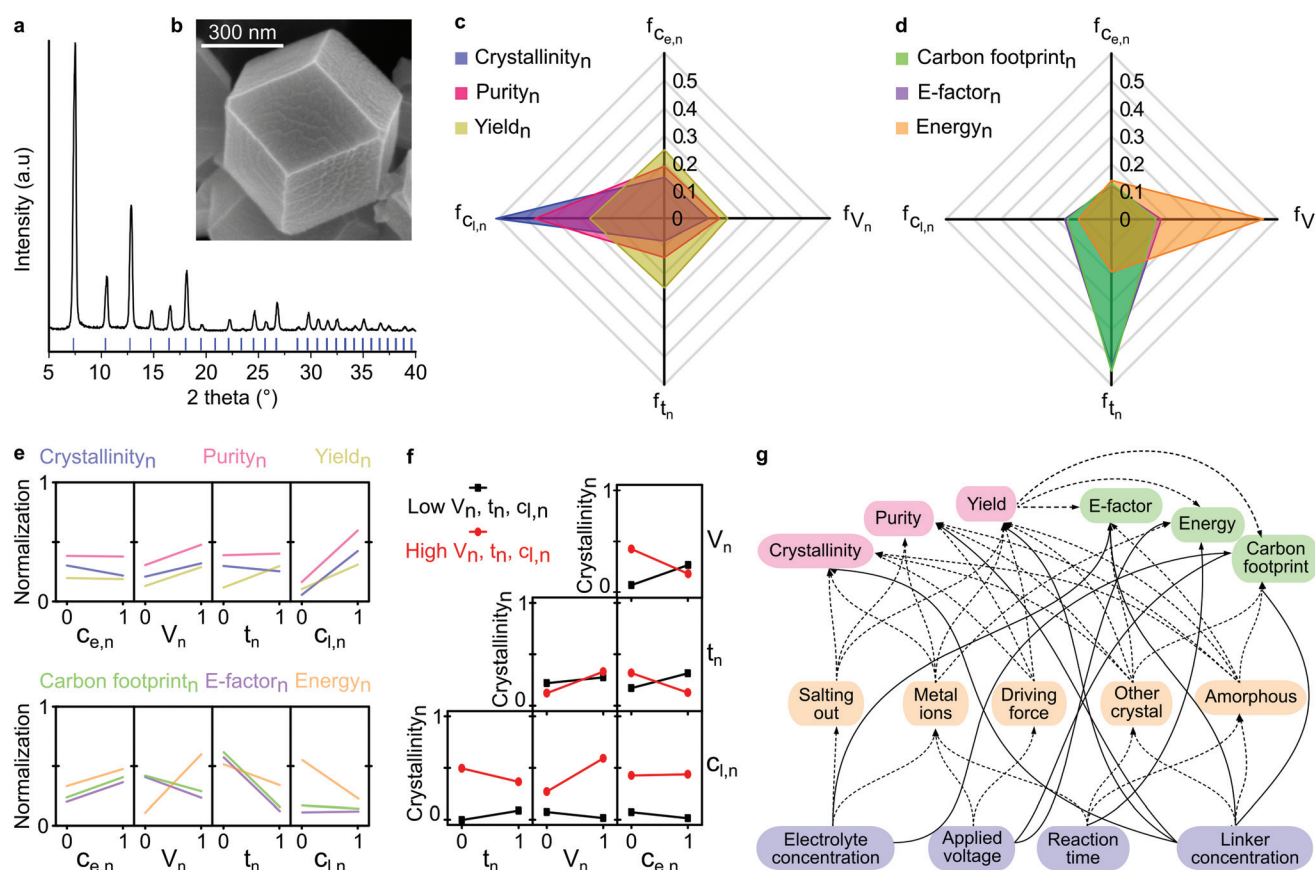 a
Intensity (a.u)
5 10 15 20 25 30 35 40
2 theta (°)
b
300 nm
c
Crystallinityn
Purityn
Yieldn
fCe,n
0.5
0.4
0.3
0.2
0.1
0
fCl,n
fVn
ftn
d
Carbon footprintn
E-factorn
Energyn
fCe,n
0.5
0.4
0.3
0.2
0.1
0
fCl,n
fV
ftn
e
Crystallinityn Purityn Yieldn
Normalization
1
0
0 1 0 1 0 1 0 1
Ce,n Vn tn Cl,n
Carbon footprintn E-factorn Energyn
Normalization
1
0
0 1 0 1 0 1 0 1
Ce,n Vn tn Cl,n
f
Low Vn, tn, cl,n
High Vn, tn, cl,n
Crystallinityn
1
0
Vn
Crystallinityn
1
0
tn
Crystallinityn
1
0
cl,n
0 1 0 1 0 1
tn Vn ce,n
g
Yield
E-factor
Purity
Energy
Crystallinity
Carbon
footprint
Salting
out
Metal
ions
Driving
force
Other
crystal
Amorphous
Electrolyte
concentration
Applied
voltage
Reaction
time
Linker
concentration